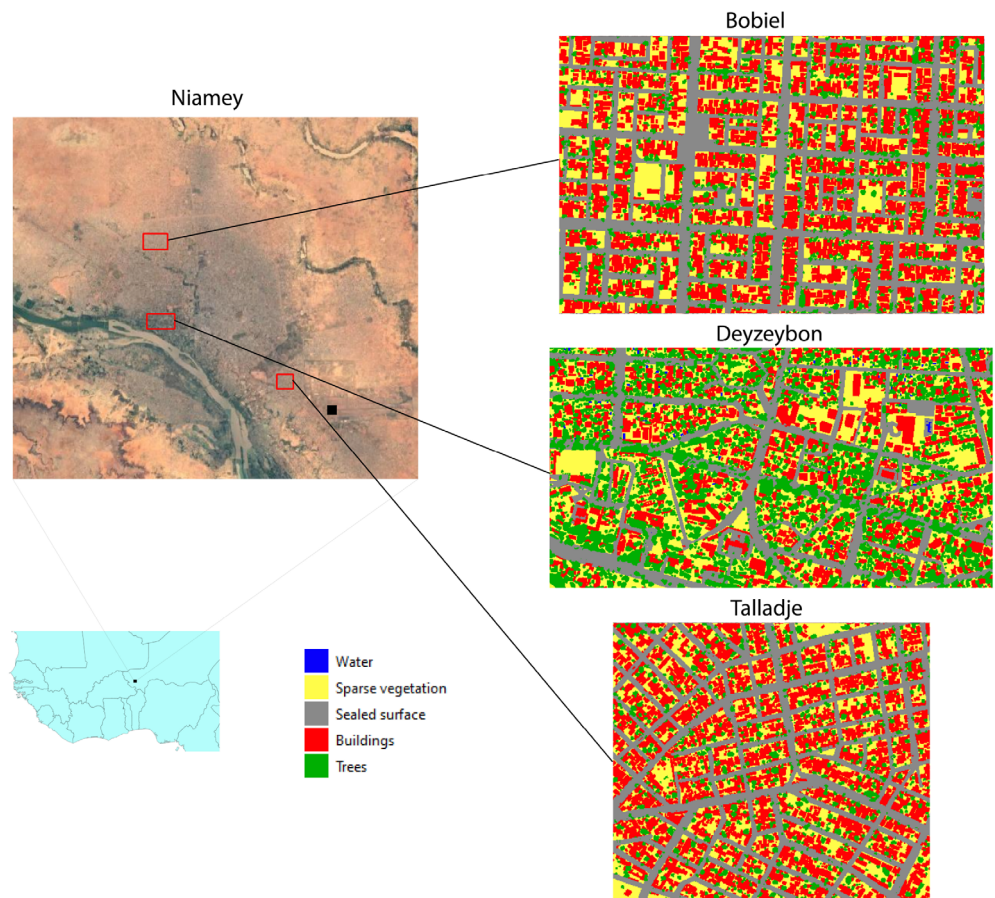 Niamey
Bobiel
Deyzeybon
Talladje
Water
Sparse vegetation
Sealed surface
Buildings
Trees